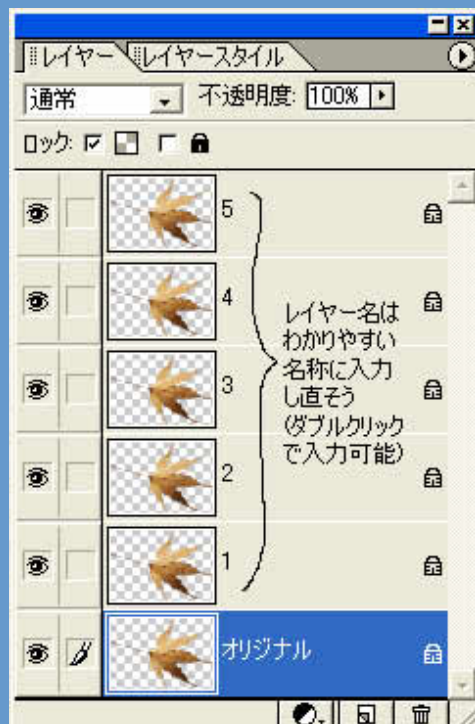 レイヤー レイヤースタイル
通常 不透明度: 100%
ロック:
5
4
3
2
1
レイヤー名は
わかりやすい
名称に入力
し直そう
(ダブルクリック
で入力可能)
オリジナル